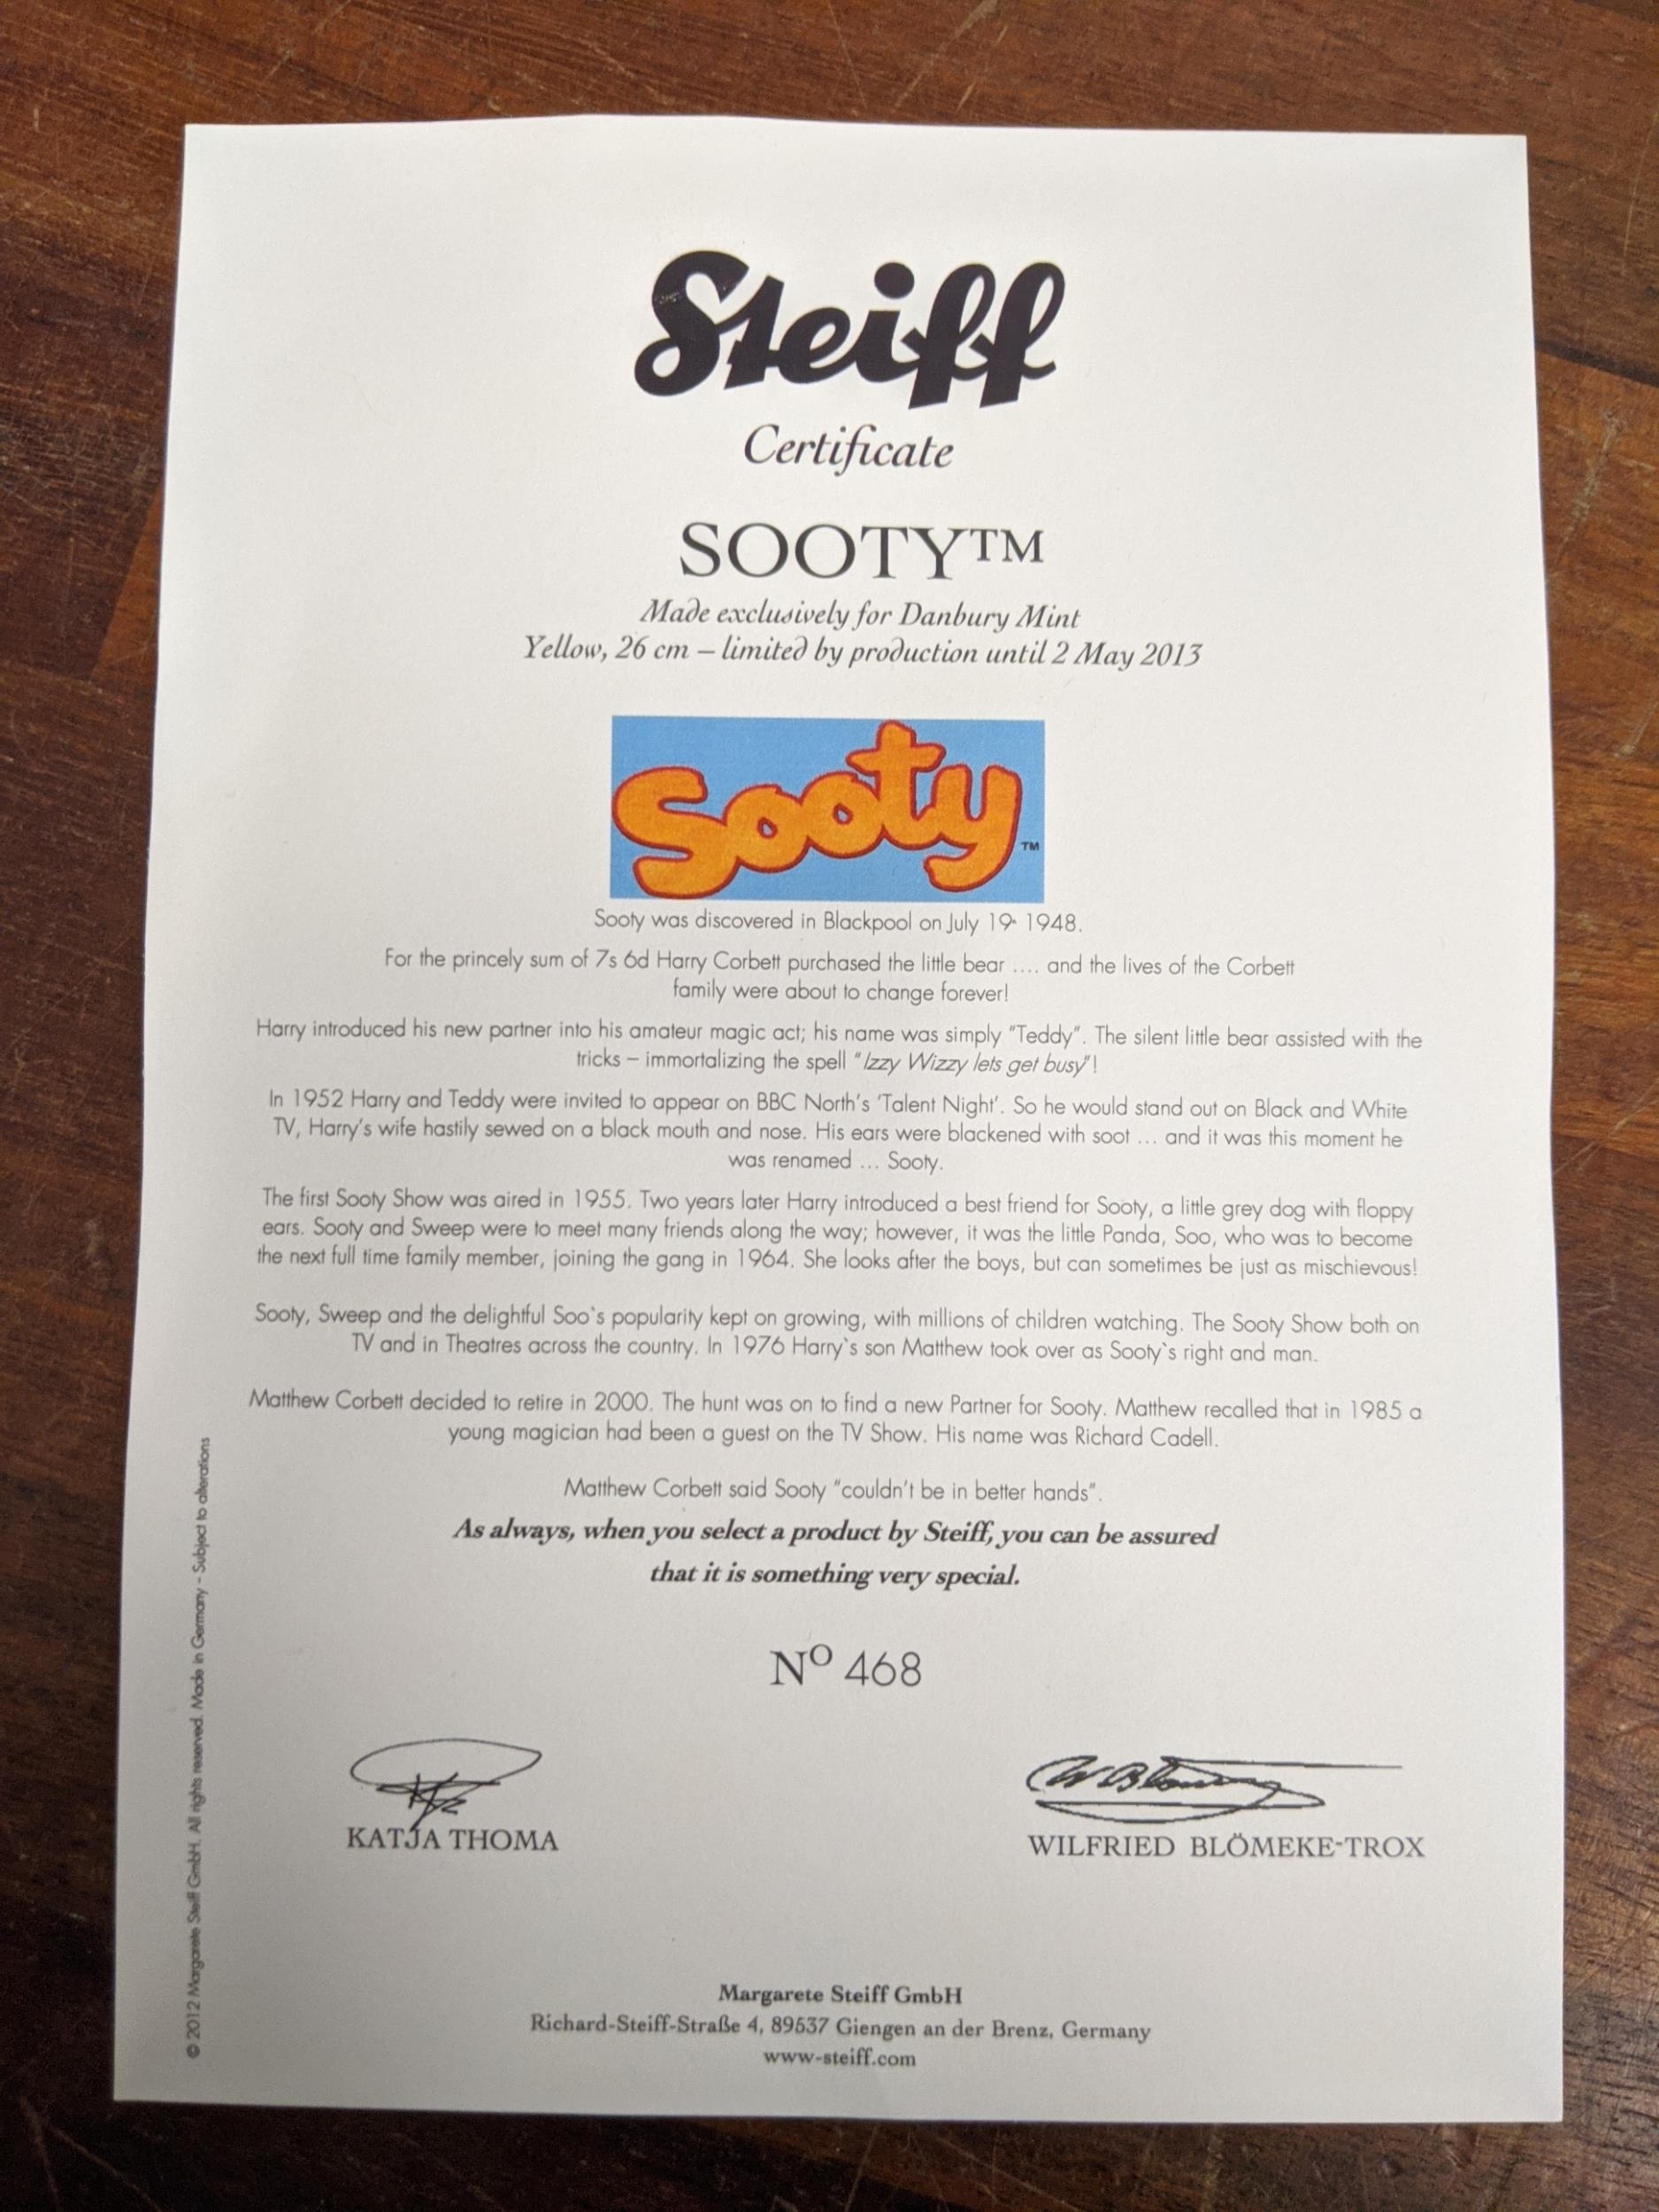 Steiff
Certificate
SOOTY™
Made exclusively for Danbury Mint
Yellow, 26 cm – limited by production until 2 May 2013
Sooty™
Sooty was discovered in Blackpool on July 19th 1948.
For the princely sum of 7s 6d Harry Corbett purchased the little bear .... and the lives of the Corbett
family were about to change forever!
Harry introduced his new partner into his amateur magic act; his name was simply “Teddy”. The silent little bear assisted with the
tricks – immortalizing the spell “Izzy Wizzy lets get busy”!
In 1952 Harry and Teddy were invited to appear on BBC North’s ‘Talent Night’. So he would stand out on Black and White
TV, Harry’s wife hastily sewed on a black mouth and nose. His ears were blackened with soot ... and it was this moment he
was renamed ... Sooty.
The first Sooty Show was aired in 1955. Two years later Harry introduced a best friend for Sooty, a little grey dog with floppy
ears. Sooty and Sweep were to meet many friends along the way; however, it was the little Panda, Soo, who was to become
the next full time family member, joining the gang in 1964. She looks after the boys, but can sometimes be just as mischievous!
Sooty, Sweep and the delightful Soo`s popularity kept on growing, with millions of children watching. The Sooty Show both on
TV and in Theatres across the country. In 1976 Harry`s son Matthew took over as Sooty`s right and man.
Matthew Corbett decided to retire in 2000. The hunt was on to find a new Partner for Sooty. Matthew recalled that in 1985 a
young magician had been a guest on the TV Show. His name was Richard Cadell.
Matthew Corbett said Sooty “couldn’t be in better hands”.
As always, when you select a product by Steiff, you can be assured
that it is something very special.
Nº 468
KATJA THOMA
WILFRIED BLÖMEKE-TROX
Margarete Steiff GmbH
Richard-Steiff-Straße 4, 89537 Giengen an der Brenz, Germany
www-steiff.com
© 2012 Margarete Steiff GmbH. All rights reserved. Made in Germany - Subject to alterations